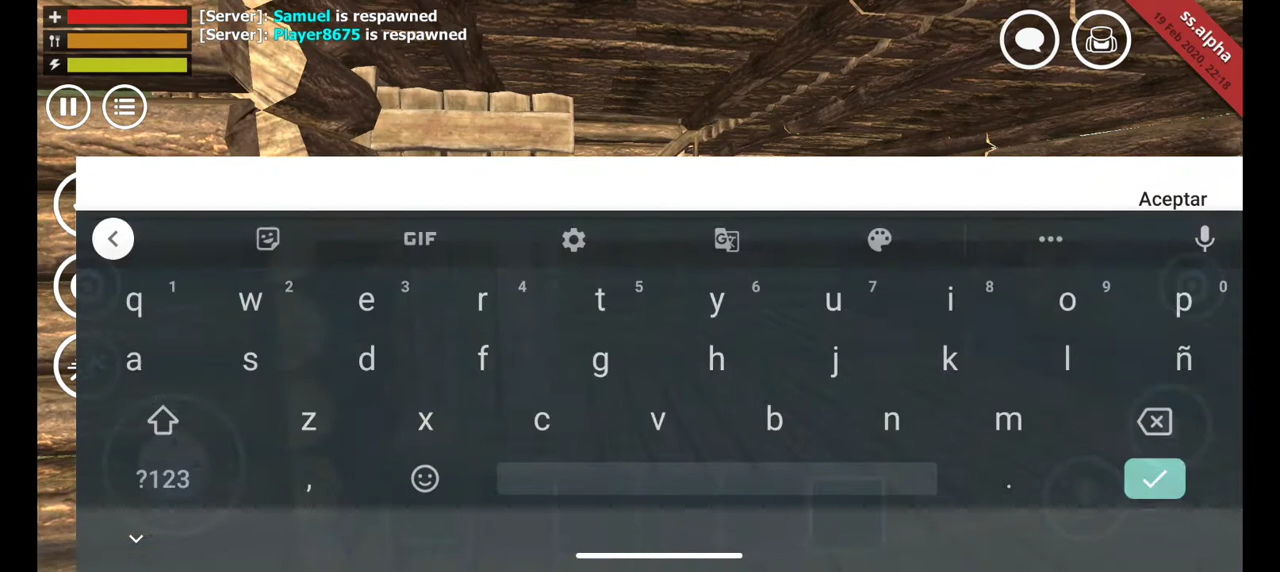 [Server]: Samuel is respawned
[Server]: Player8675 is respawned
ss.alpha
19 Feb 2020, 22:18
Aceptar
GIF
q 1 w 2 e 3 r 4 t 5 y 6 u 7 i 8 o 9 p 0
a s d f g h j k l ñ
z x c v b n m
?123 , .